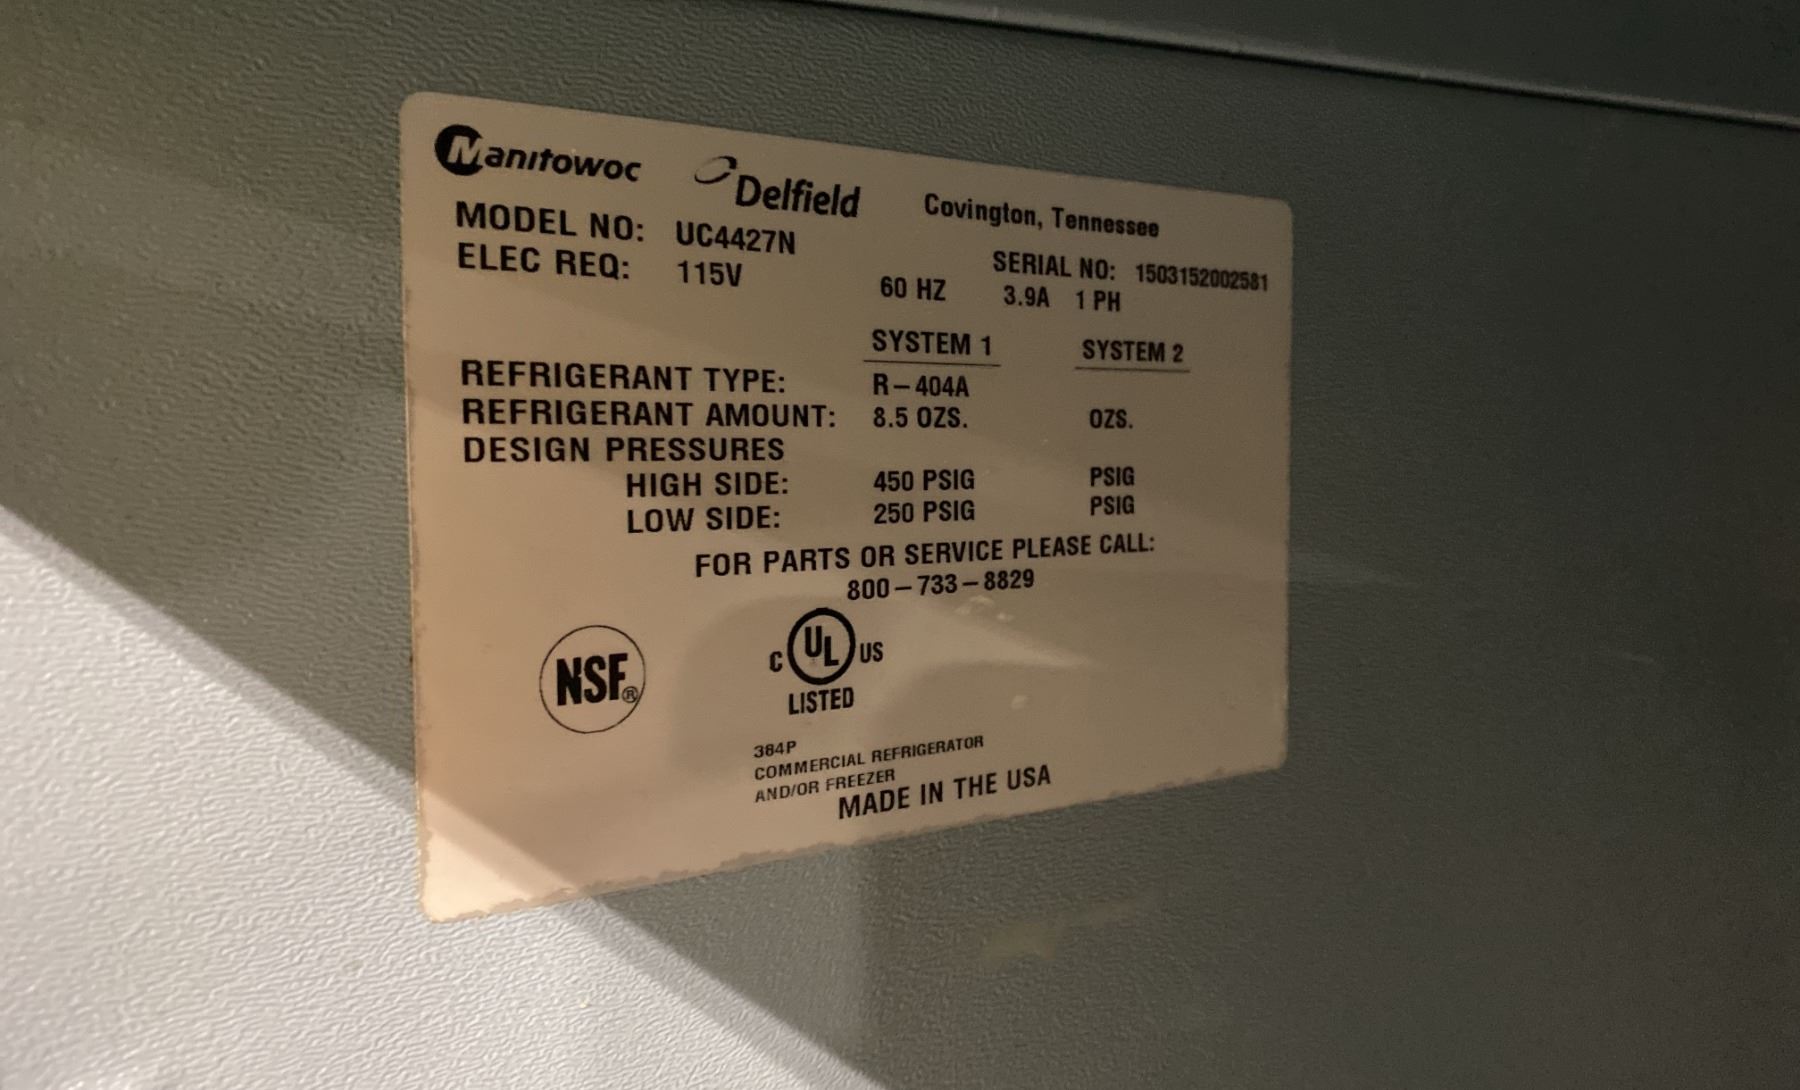 Manitowoc Delfield Covington, Tennessee
MODEL NO: UC4427N SERIAL NO: 1503152002581
ELEC REQ: 115V 60 HZ 3.9A 1 PH
SYSTEM 1 SYSTEM 2
REFRIGERANT TYPE: R-404A
REFRIGERANT AMOUNT: 8.5 OZS. OZS.
DESIGN PRESSURES
HIGH SIDE: 450 PSIG PSIG
LOW SIDE: 250 PSIG PSIG
FOR PARTS OR SERVICE PLEASE CALL:
800-733-8829
NSF®
C UL US
LISTED
384P
COMMERCIAL REFRIGERATOR
AND/OR FREEZER
MADE IN THE USA